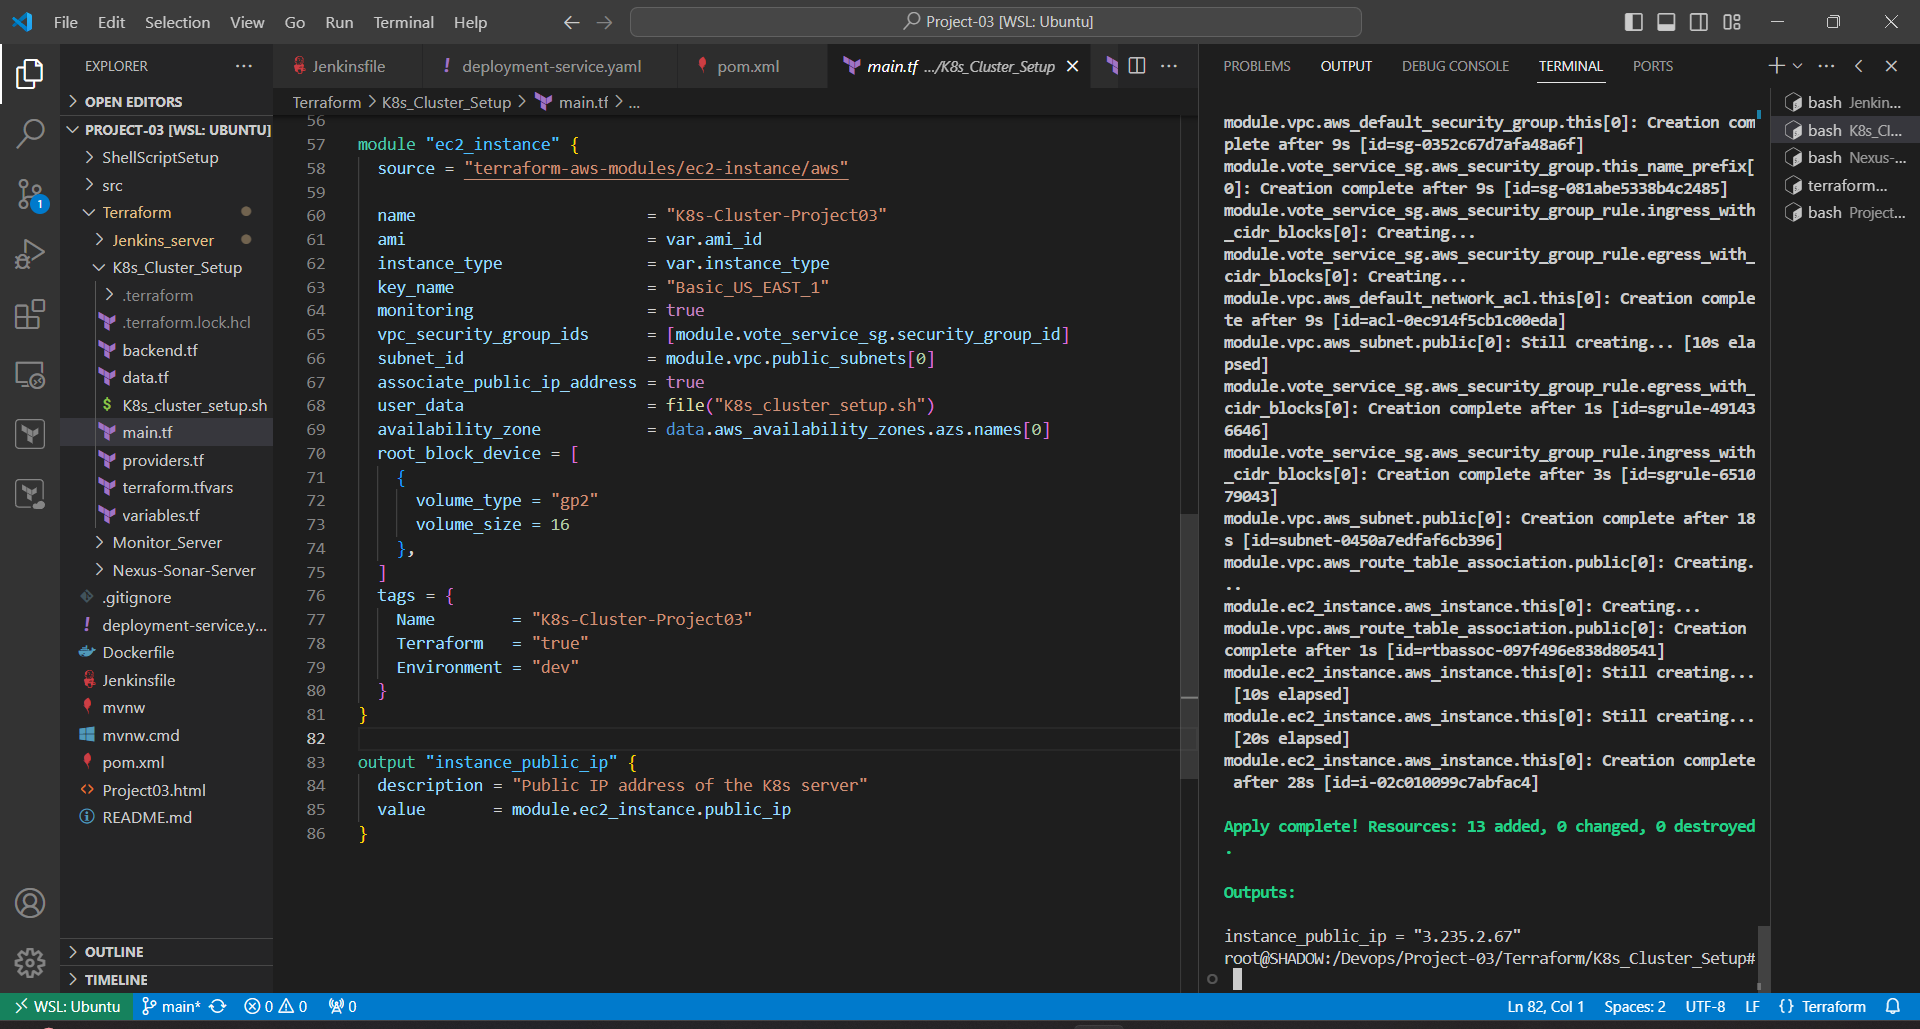 File Edit Selection View Go Run Terminal Help
Project-03 [WSL: Ubuntu]
EXPLORER
OPEN EDITORS
PROJECT-03 [WSL: UBUNTU]
ShellScriptSetup
src
Terraform
Jenkins_server
K8s_Cluster_Setup
.terraform
.terraform.lock.hcl
backend.tf
data.tf
$ K8s_cluster_setup.sh
main.tf
providers.tf
terraform.tfvars
variables.tf
Monitor_Server
Nexus-Sonar-Server
.gitignore
! deployment-service.y...
Dockerfile
Jenkinsfile
mvnw
mvnw.cmd
pom.xml
<> Project03.html
README.md
OUTLINE
TIMELINE
1
Jenkinsfile
! deployment-service.yaml
pom.xml
main.tf .../K8s_Cluster_Setup
Terraform > K8s_Cluster_Setup > main.tf > ...
56
57 module "ec2_instance" {
58 source = "terraform-aws-modules/ec2-instance/aws"
59
60 name = "K8s-Cluster-Project03"
61 ami = var.ami_id
62 instance_type = var.instance_type
63 key_name = "Basic_US_EAST_1"
64 monitoring = true
65 vpc_security_group_ids = [module.vote_service_sg.security_group_id]
66 subnet_id = module.vpc.public_subnets[0]
67 associate_public_ip_address = true
68 user_data = file("K8s_cluster_setup.sh")
69 availability_zone = data.aws_availability_zones.azs.names[0]
70 root_block_device = [
71 {
72 volume_type = "gp2"
73 volume_size = 16
74 },
75 ]
76 tags = {
77 Name = "K8s-Cluster-Project03"
78 Terraform = "true"
79 Environment = "dev"
80 }
81 }
82
83 output "instance_public_ip" {
84 description = "Public IP address of the K8s server"
85 value = module.ec2_instance.public_ip
86 }
PROBLEMS OUTPUT DEBUG CONSOLE TERMINAL PORTS
module.vpc.aws_default_security_group.this[0]: Creation com
plete after 9s [id=sg-0352c67d7afa48a6f]
module.vote_service_sg.aws_security_group.this_name_prefix[
0]: Creation complete after 9s [id=sg-081abe5338b4c2485]
module.vote_service_sg.aws_security_group_rule.ingress_with
_cidr_blocks[0]: Creating...
module.vote_service_sg.aws_security_group_rule.egress_with_
cidr_blocks[0]: Creating...
module.vpc.aws_default_network_acl.this[0]: Creation comple
te after 9s [id=acl-0ec914f5cb1c00eda]
module.vpc.aws_subnet.public[0]: Still creating... [10s ela
psed]
module.vote_service_sg.aws_security_group_rule.egress_with_
cidr_blocks[0]: Creation complete after 1s [id=sgrule-49143
6646]
module.vote_service_sg.aws_security_group_rule.ingress_with
_cidr_blocks[0]: Creation complete after 3s [id=sgrule-6510
79043]
module.vpc.aws_subnet.public[0]: Creation complete after 18
s [id=subnet-0450a7edfaf6cb396]
module.vpc.aws_route_table_association.public[0]: Creating.
..
module.ec2_instance.aws_instance.this[0]: Creating...
module.vpc.aws_route_table_association.public[0]: Creation
complete after 1s [id=rtbassoc-097f496e838d80541]
module.ec2_instance.aws_instance.this[0]: Still creating...
[10s elapsed]
module.ec2_instance.aws_instance.this[0]: Still creating...
[20s elapsed]
module.ec2_instance.aws_instance.this[0]: Creation complete
after 28s [id=i-02c010099c7abfac4]
Apply complete! Resources: 13 added, 0 changed, 0 destroyed
.
Outputs:
instance_public_ip = "3.235.2.67"
root@SHADOW:/Devops/Project-03/Terraform/K8s_Cluster_Setup#
bash Jenkin...
bash K8s_Cl...
bash Nexus-...
terraform...
bash Project...
WSL: Ubuntu main* 0 0 0
Ln 82, Col 1 Spaces: 2 UTF-8 LF {} Terraform